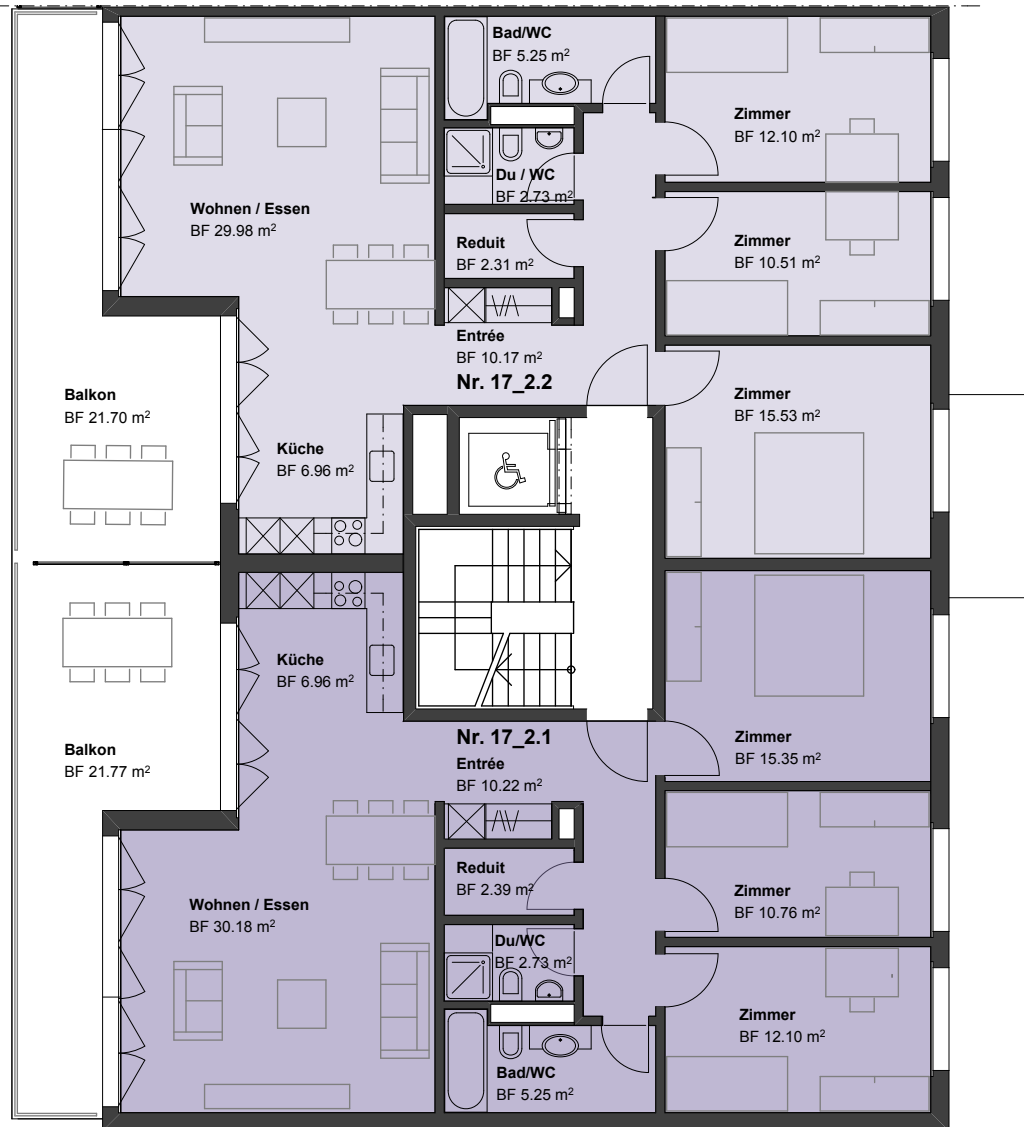 Bad/WC
BF 5.25 m²
Zimmer
BF 12.10 m²
Du / WC
BF 2.73 m²
Wohnen / Essen
BF 29.98 m²
Reduit
BF 2.31 m²
Zimmer
BF 10.51 m²
Entrée
BF 10.17 m²
Nr. 17_2.2
Balkon
BF 21.70 m²
Zimmer
BF 15.53 m²
Küche
BF 6.96 m²
Küche
BF 6.96 m²
Balkon
BF 21.77 m²
Nr. 17_2.1
Entrée
BF 10.22 m²
Zimmer
BF 15.35 m²
Reduit
BF 2.39 m²
Zimmer
BF 10.76 m²
Wohnen / Essen
BF 30.18 m²
Du/WC
BF 2.73 m²
Zimmer
BF 12.10 m²
Bad/WC
BF 5.25 m²